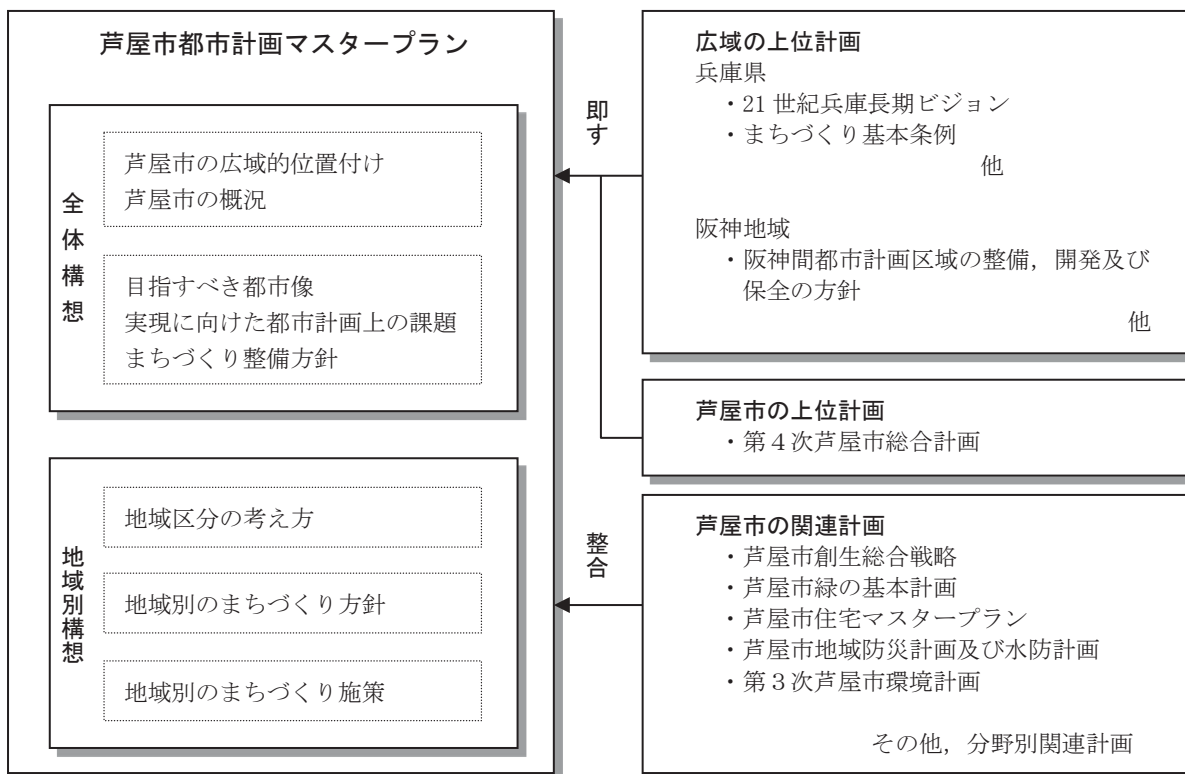 芦屋市都市計画マスタープラン
全体構想
芦屋市の広域的位置付け
芦屋市の概況
目指すべき都市像
実現に向けた都市計画上の課題
まちづくり整備方針
地域別構想
地域区分の考え方
地域別のまちづくり方針
地域別のまちづくり施策
即す
整合
広域の上位計画
兵庫県
・21 世紀兵庫長期ビジョン
・まちづくり基本条例
他
阪神地域
・阪神間都市計画区域の整備，開発及び
保全の方針
他
芦屋市の上位計画
・第４次芦屋市総合計画
芦屋市の関連計画
・芦屋市創生総合戦略
・芦屋市緑の基本計画
・芦屋市住宅マスタープラン
・芦屋市地域防災計画及び水防計画
・第３次芦屋市環境計画
その他，分野別関連計画